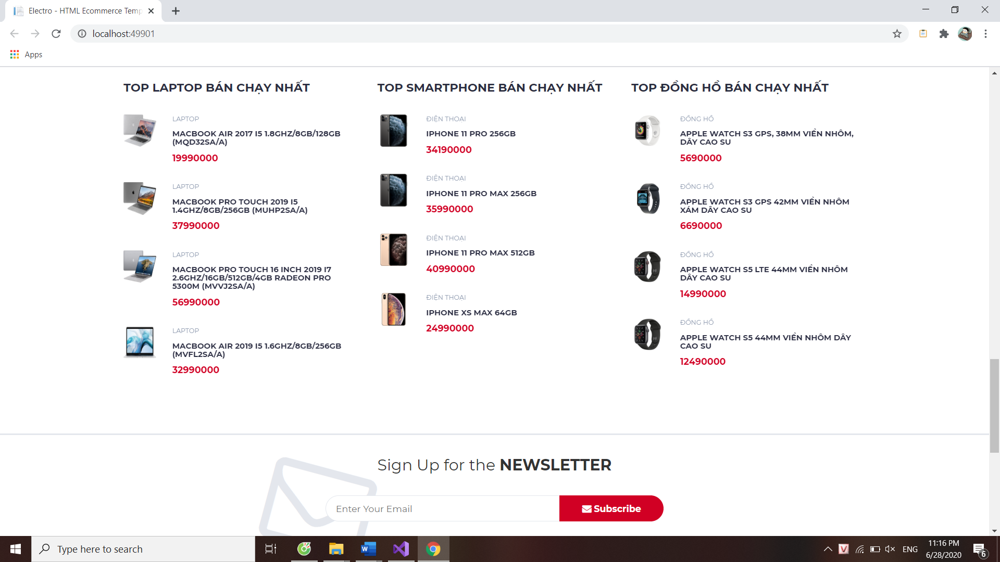 Electro - HTML Ecommerce Temp
localhost:49901
Apps
TOP LAPTOP BÁN CHẠY NHẤT
LAPTOP
MACBOOK AIR 2017 I5 1.8GHZ/8GB/128GB
(MQD32SA/A)
19990000
LAPTOP
MACBOOK PRO TOUCH 2019 I5
1.4GHZ/8GB/256GB (MUHP2SA/A)
37990000
LAPTOP
MACBOOK PRO TOUCH 16 INCH 2019 I7
2.6GHZ/16GB/512GB/4GB RADEON PRO
5300M (MVVJ2SA/A)
56990000
LAPTOP
MACBOOK AIR 2019 I5 1.6GHZ/8GB/256GB
(MVFL2SA/A)
32990000
TOP SMARTPHONE BÁN CHẠY NHẤT
ĐIỆN THOẠI
IPHONE 11 PRO 256GB
34190000
ĐIỆN THOẠI
IPHONE 11 PRO MAX 256GB
35990000
ĐIỆN THOẠI
IPHONE 11 PRO MAX 512GB
40990000
ĐIỆN THOẠI
IPHONE XS MAX 64GB
24990000
TOP ĐỒNG HỒ BÁN CHẠY NHẤT
ĐỒNG HỒ
APPLE WATCH S3 GPS, 38MM VIỀN NHÔM,
DÂY CAO SU
5690000
ĐỒNG HỒ
APPLE WATCH S3 GPS 42MM VIỀN NHÔM
XÁM DÂY CAO SU
6690000
ĐỒNG HỒ
APPLE WATCH S5 LTE 44MM VIỀN NHÔM
DÂY CAO SU
14990000
ĐỒNG HỒ
APPLE WATCH S5 44MM VIỀN NHÔM DÂY
CAO SU
12490000
Sign Up for the NEWSLETTER
Enter Your Email
Subscribe
Type here to search
ENG
11:16 PM
6/28/2020
6